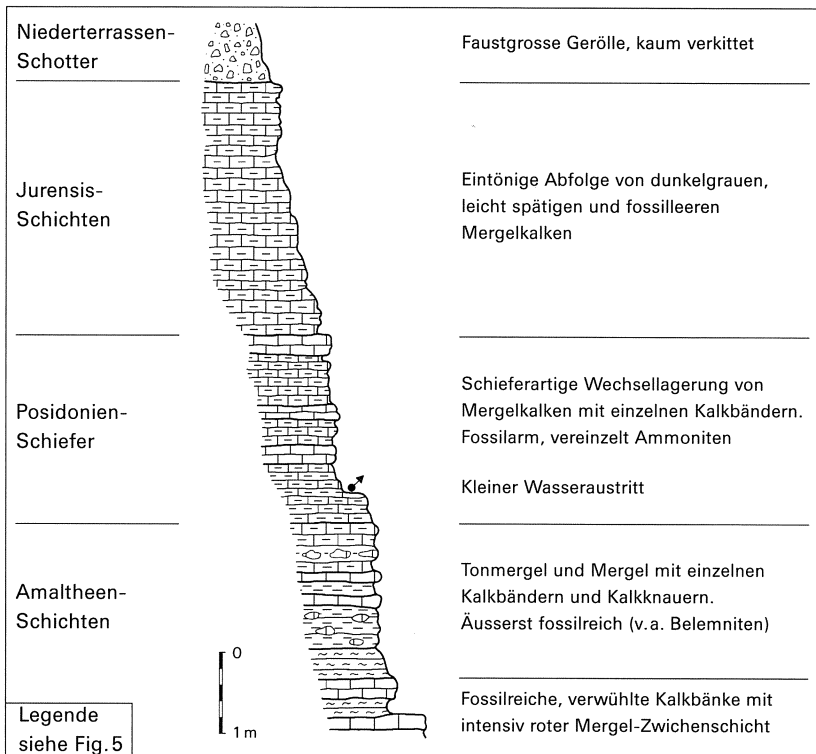 Niederterrassen-
Schotter
Faustgrosse Gerölle, kaum verkittet
Jurensis-
Schichten
Eintönige Abfolge von dunkelgrauen,
leicht spätigen und fossilleeren
Mergelkalken
Posidonien-
Schiefer
Schieferartige Wechsellagerung von
Mergelkalken mit einzelnen Kalkbändern.
Fossilarm, vereinzelt Ammoniten
Kleiner Wasseraustritt
Amaltheen-
Schichten
Tonmergel und Mergel mit einzelnen
Kalkbändern und Kalkknauern.
Äusserst fossilreich (v.a. Belemniten)
0
1 m
Fossilreiche, verwühlte Kalkbänke mit
intensiv roter Mergel-Zwichenschicht
Legende
siehe Fig. 5